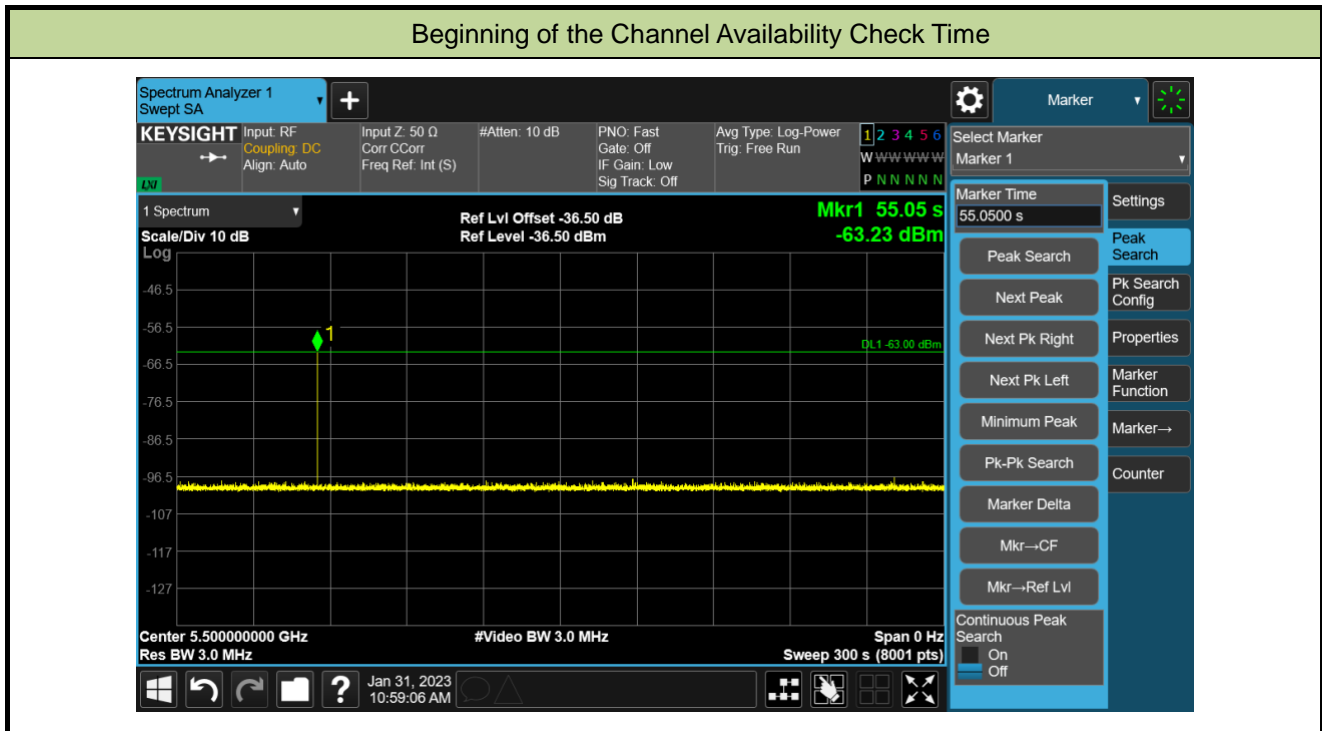 Beginning of the Channel Availability Check Time
Spectrum Analyzer 1
Swept SA
Marker
KEYSIGHT
LXI
Input: RF
Coupling: DC
Align: Auto
Input Z: 50 Ω
Corr CCorr
Freq Ref: Int (S)
#Atten: 10 dB
PNO: Fast
Gate: Off
IF Gain: Low
Sig Track: Off
Avg Type: Log-Power
Trig: Free Run
1 2 3 4 5 6
W W W W W W
P N N N N N
Select Marker
Marker 1
1 Spectrum
Scale/Div 10 dB
Ref Lvl Offset -36.50 dB
Ref Level -36.50 dBm
Mkr1 55.05 s
-63.23 dBm
Log
-46.5
-56.5
-66.5
-76.5
-86.5
-96.5
-107
-117
-127
1
DL1 -63.00 dBm
Center 5.500000000 GHz
Res BW 3.0 MHz
#Video BW 3.0 MHz
Span 0 Hz
Sweep 300 s (8001 pts)
Marker Time
55.0500 s
Peak Search
Next Peak
Next Pk Right
Next Pk Left
Minimum Peak
Pk-Pk Search
Marker Delta
Mkr→CF
Mkr→Ref Lvl
Continuous Peak
Search
On
Off
Settings
Peak
Search
Pk Search
Config
Properties
Marker
Function
Marker→
Counter
?
Jan 31, 2023
10:59:06 AM